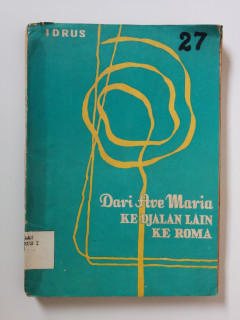 IDRUS
27
Dari Ave Maria
KE DJALAN LAIN
KE ROMA